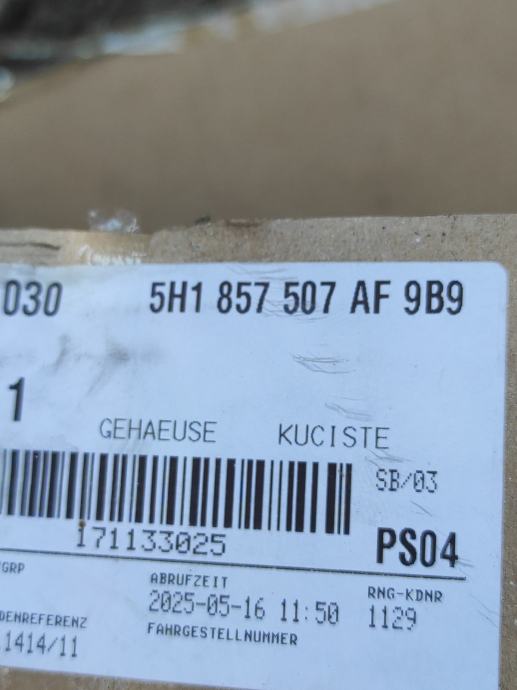 030 5H1 857 507 AF 9B9
1
GEHAEUSE KUCISTE
SB/03
171133025
PS04
GRP
ABRUFZEIT
RNG-KDNR
2025-05-16 11:50 1129
DENREFERENZ
FAHRGESTELLNUMMER
1414/11